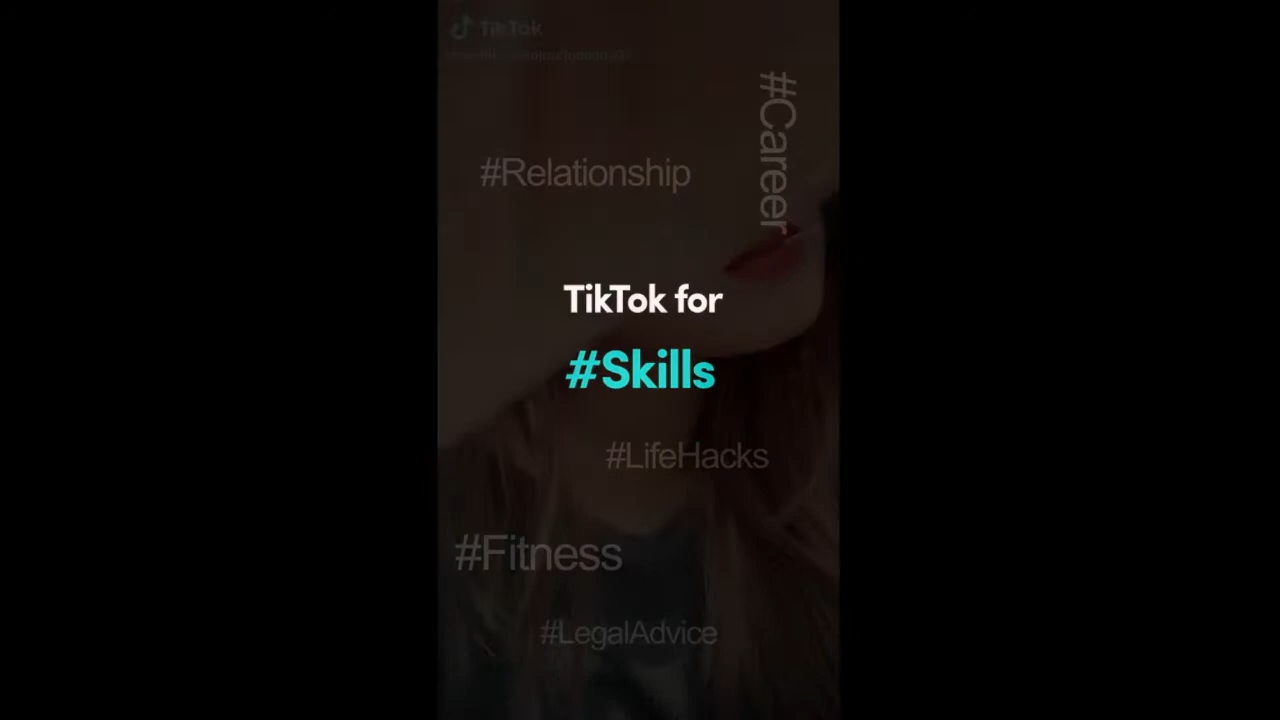 TikTok
#Career
#Relationship
TikTok for
#Skills
#LifeHacks
#Fitness
#LegalAdvice